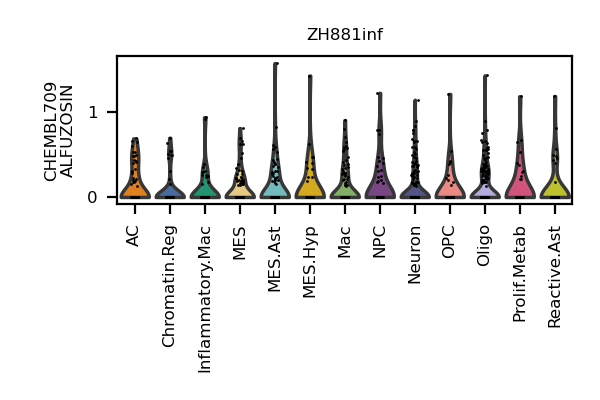 ZH881inf
CHEMBL709
ALFUZOSIN
1
0
AC
Chromatin.Reg
Inflammatory.Mac
MES
MES.Ast
MES.Hyp
Mac
NPC
Neuron
OPC
Oligo
Prolif.Metab
Reactive.Ast